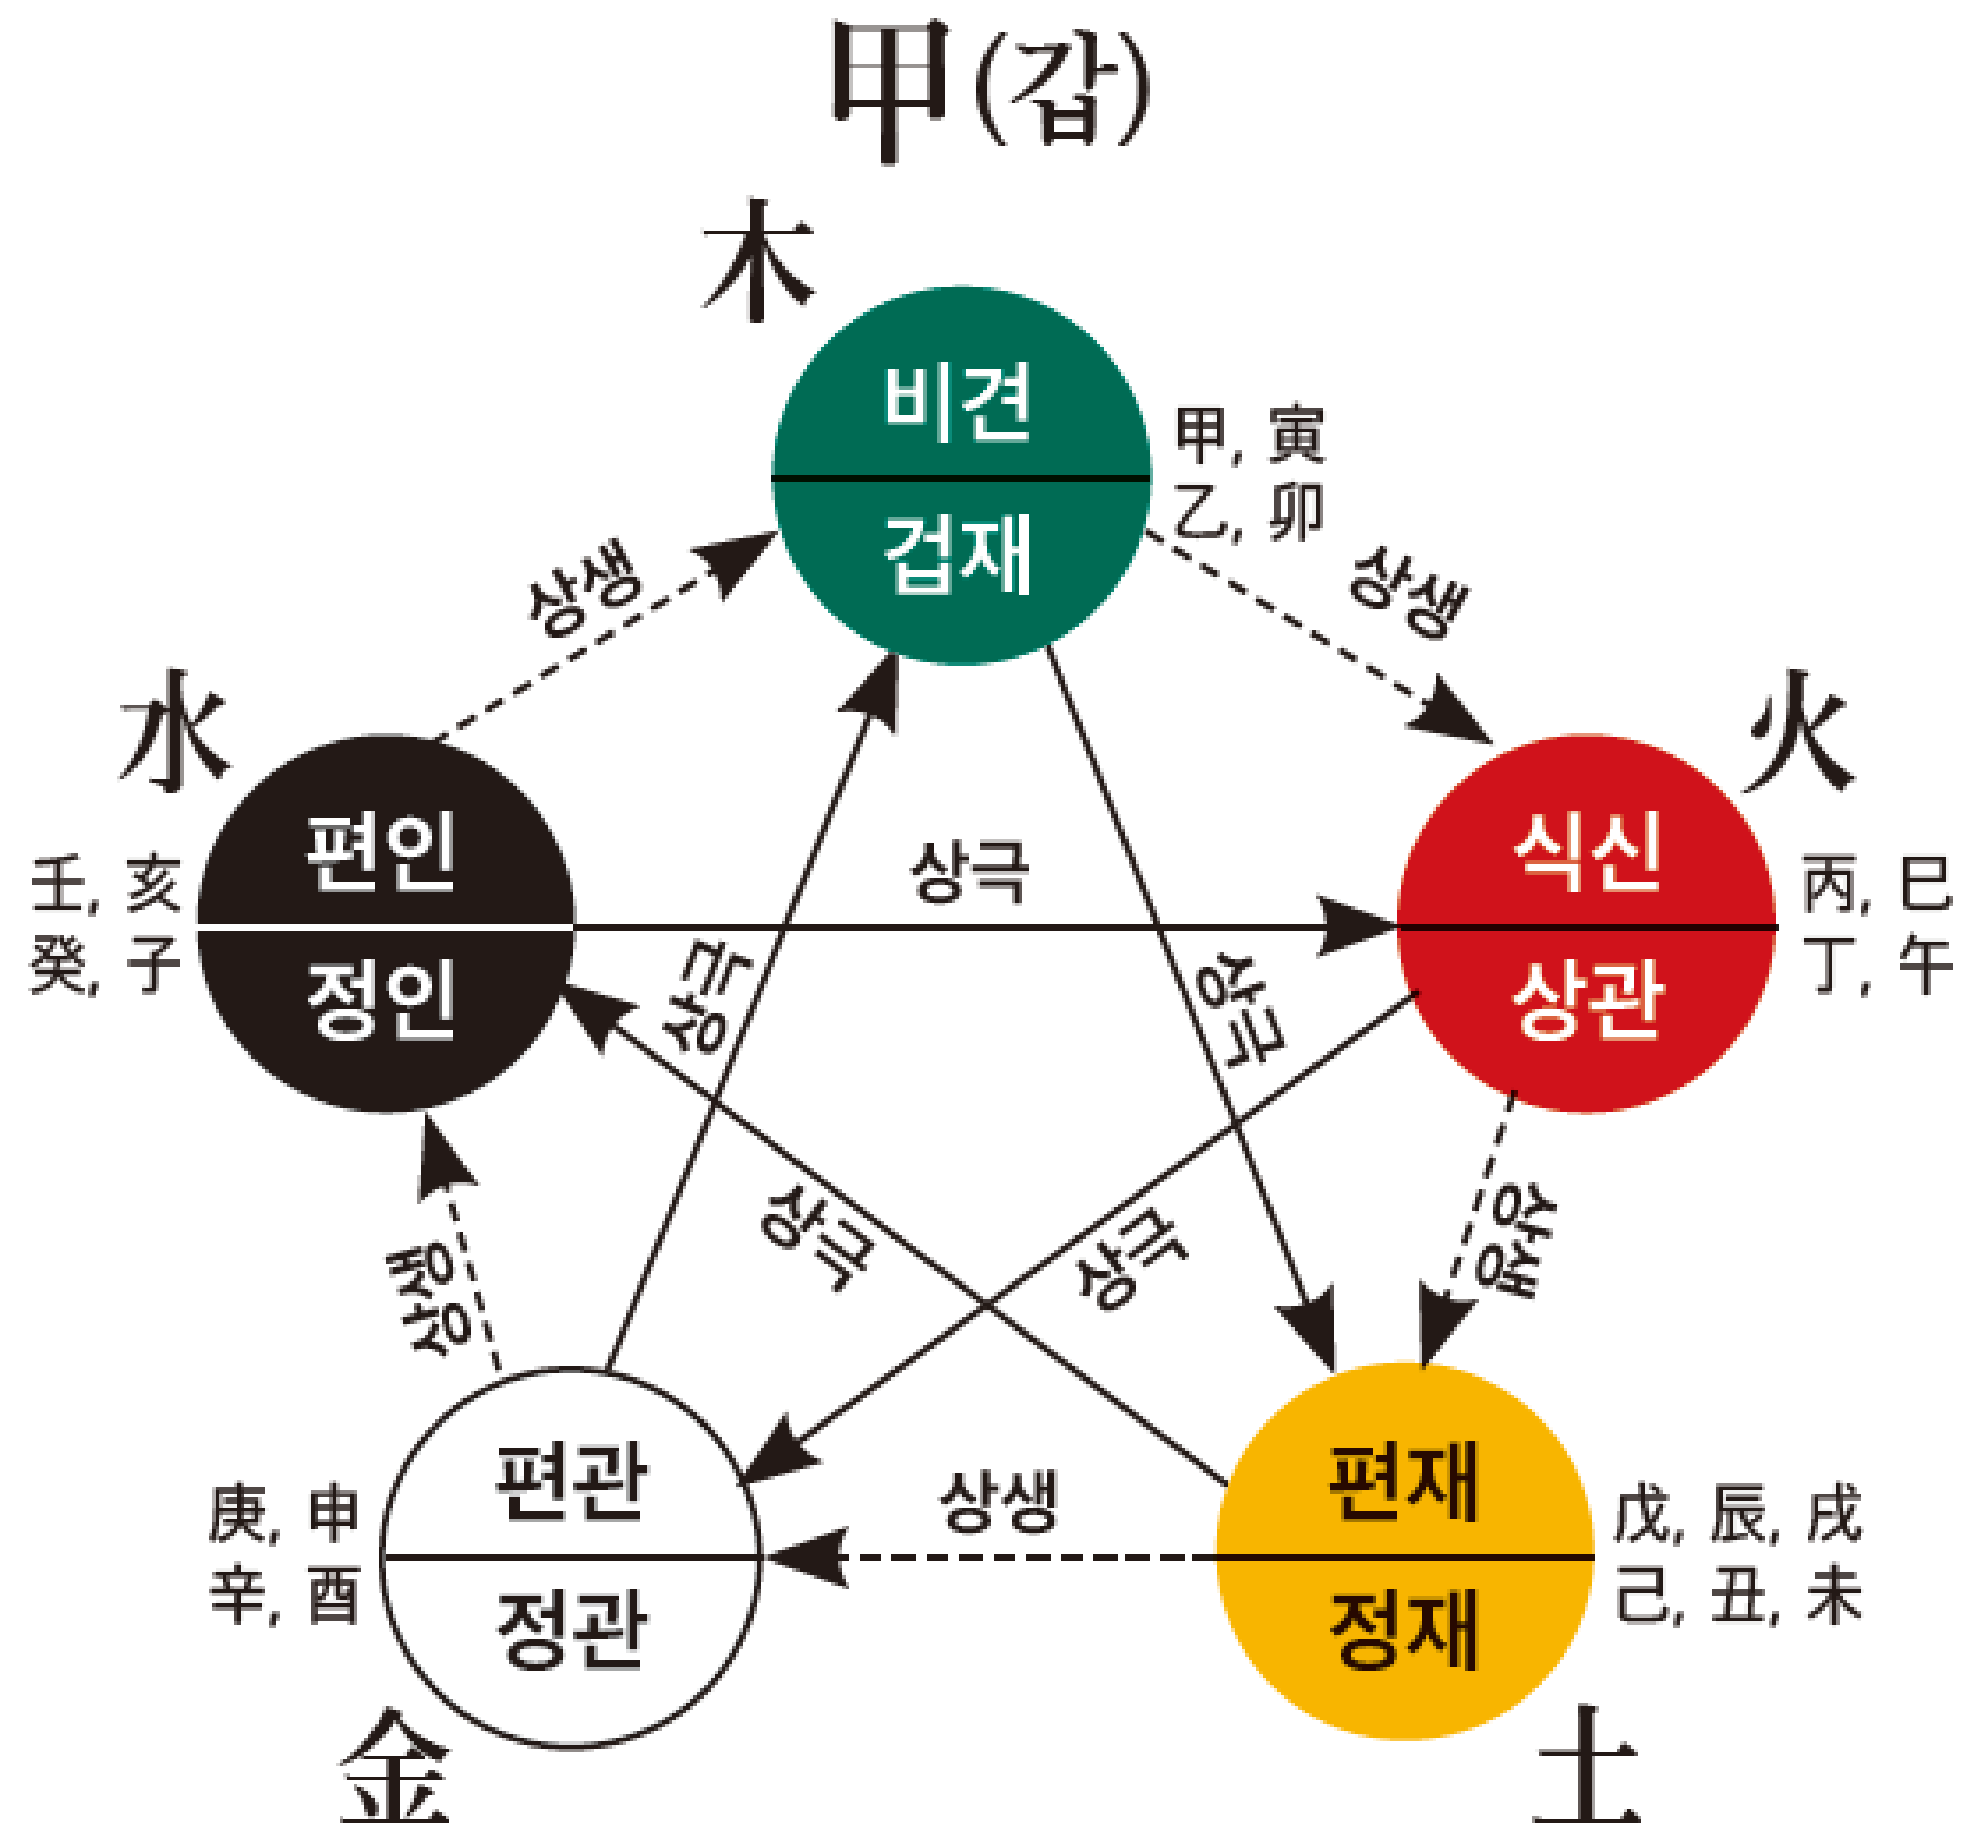 甲(갑)
木
비견
겁재
甲, 寅
乙, 卯
상생
상생
水
火
편인
정인
壬, 亥
癸, 子
상극
식신
상관
丙, 巳
丁, 午
상극
상극
상생
상극
상극
상생
편관
정관
庚, 申
辛, 酉
상생
편재
정재
戊, 辰, 戌
己, 丑, 未
金
土